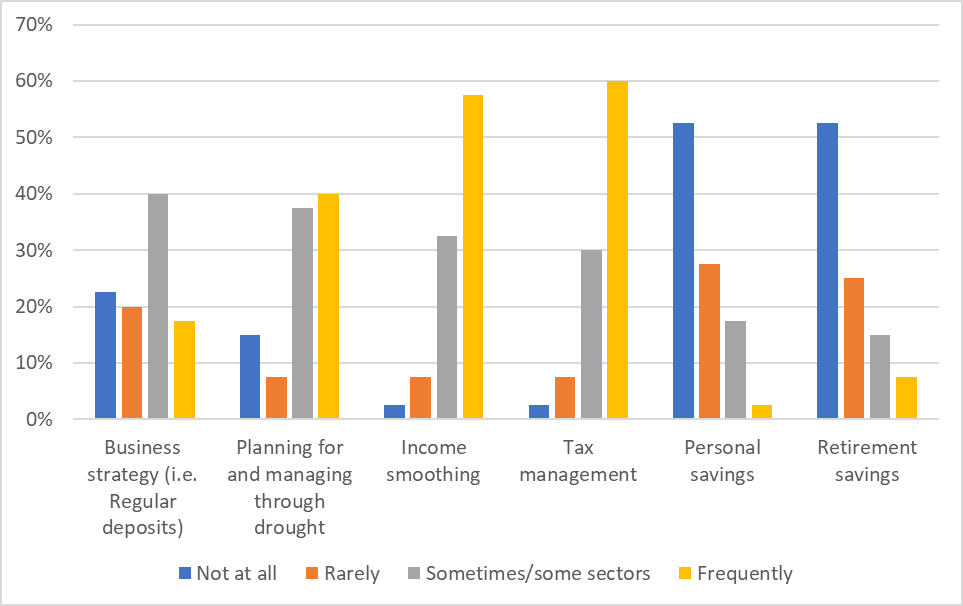 70%
60%
50%
40%
30%
20%
10%
0%
Business
strategy (i.e.
Regular
deposits)
Planning for
and managing
through
drought
Income
smoothing
Tax
management
Personal
savings
Retirement
savings
Not at all
Rarely
Sometimes/some sectors
Frequently